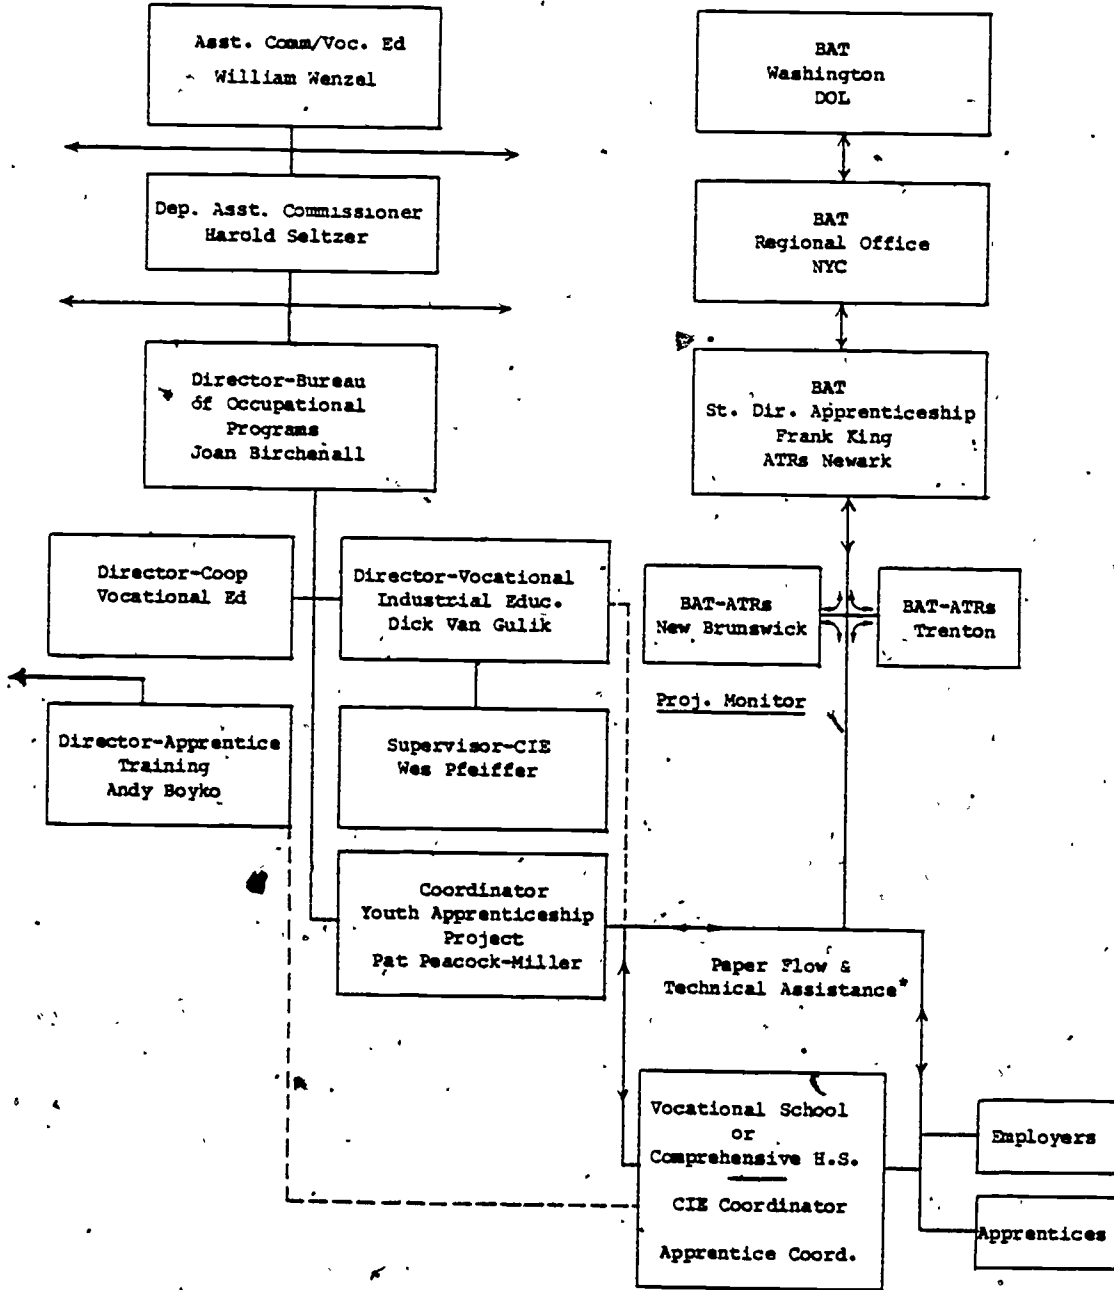 Asst. Comm/Voc. Ed
William Wenzel
BAT
Washington
DOL
Dep. Asst. Commissioner
Harold Seltzer
BAT
Regional Office
NYC
Director-Bureau
of Occupational
Programs
Joan Birchenall
BAT
St. Dir. Apprenticeship
Frank King
ATRs Newark
Director-Coop
Vocational Ed
Director-Vocational
Industrial Educ.
Dick Van Gulik
BAT-ATRs
New Brunswick
BAT-ATRs
Trenton
Proj. Monitor
Director-Apprentice
Training
Andy Boyko
Supervisor-CIE
Wes Pfeiffer
Coordinator
Youth Apprenticeship
Project
Pat Peacock-Miller
Paper Flow &
Technical Assistance*
Vocational School
or
Comprehensive H.S.
CIE Coordinator
Apprentice Coord.
Employers
Apprentices